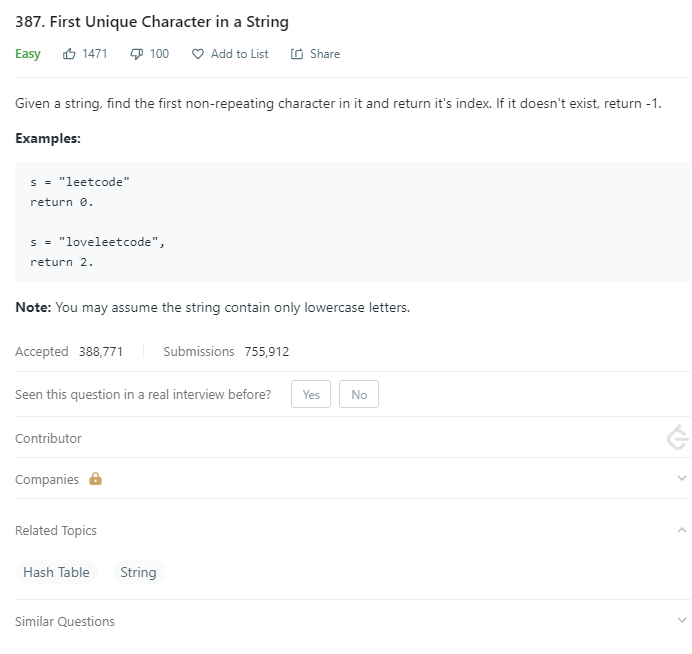 387. First Unique Character in a String
Easy 1471 100 Add to List Share
Given a string, find the first non-repeating character in it and return it's index. If it doesn't exist, return -1.
Examples:
s = "leetcode"
return 0.
s = "loveleetcode",
return 2.
Note: You may assume the string contain only lowercase letters.
Accepted 388,771 Submissions 755,912
Seen this question in a real interview before? Yes No
Contributor
Companies
Related Topics
Hash Table String
Similar Questions